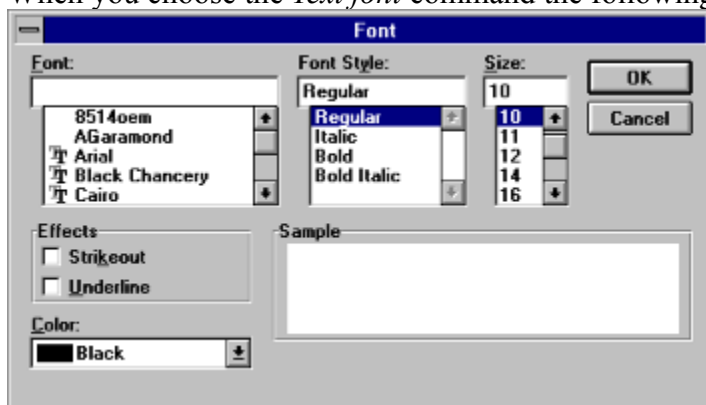 When you choose the Text font command the following
Font
Font:
Font Style:
Size:
Regular
10
OK
Cancel
8514oem
AGaramond
Arial
Black Chancery
Cairo
Regular
Italic
Bold
Bold Italic
10
11
12
14
16
Effects
Strikeout
Underline
Sample
Color:
Black